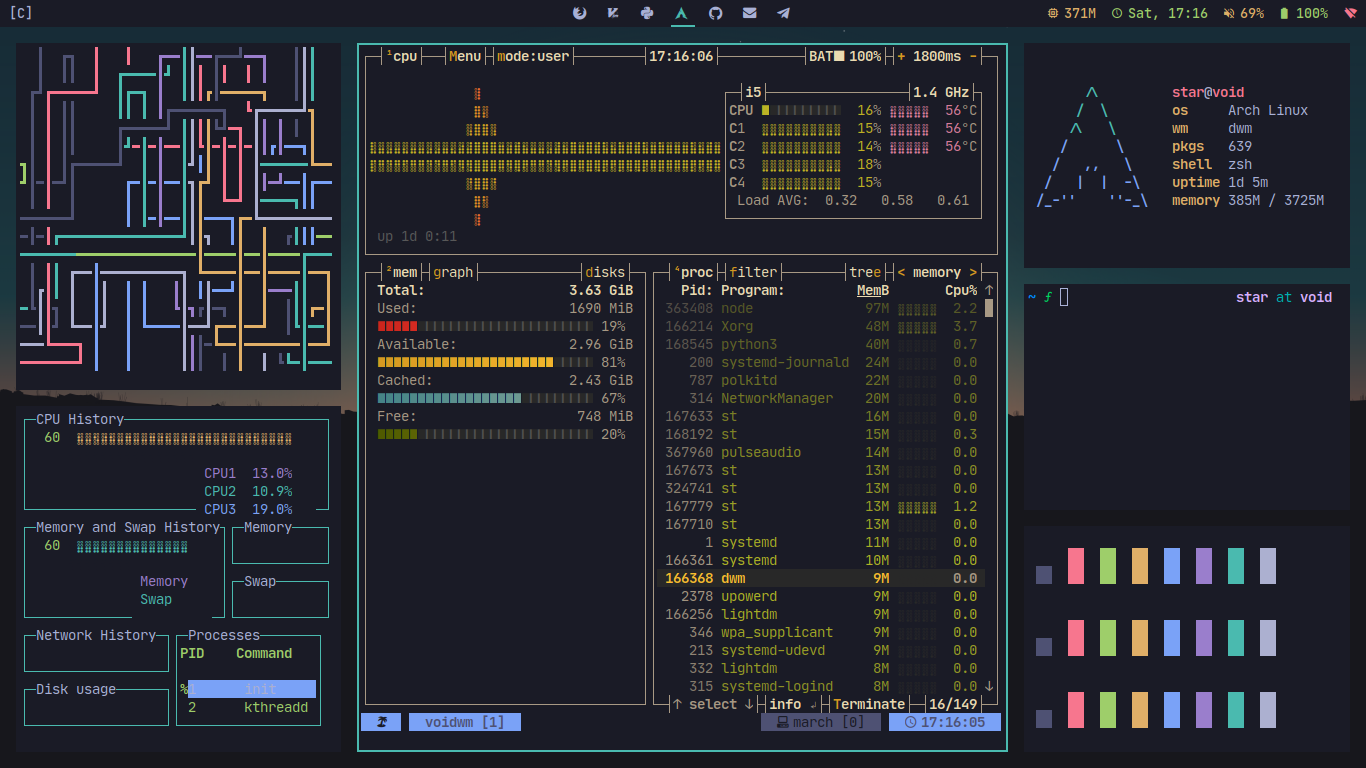 [C]
371M Sat, 17:16 69% 100%
CPU History
60
CPU1 13.0%
CPU2 10.9%
CPU3 19.0%
Memory and Swap History
60
Memory
Swap
Memory
Swap
Network History
Disk usage
Processes
PID Command
%1 init
2 kthreadd
¹cpu Menu mode:user 17:16:06 BAT■ 100% + 1800ms -
i5 1.4 GHz
CPU 16% 56°C
C1 15% 56°C
C2 14% 56°C
C3 18%
C4 15%
Load AVG: 0.32 0.58 0.61
up 1d 0:11
²mem graph disks
Total: 3.63 GiB
Used: 1690 MiB
19%
Available: 2.96 GiB
81%
Cached: 2.43 GiB
67%
Free: 748 MiB
20%
⁴proc filter tree < memory >
Pid: Program: MemB Cpu% ↑
363408 node 97M 2.2
166214 Xorg 48M 3.7
168545 python3 40M 0.7
200 systemd-journald 24M 0.0
787 polkitd 22M 0.0
314 NetworkManager 20M 0.0
167633 st 16M 0.0
168192 st 15M 0.3
367960 pulseaudio 14M 0.0
167673 st 13M 0.0
324741 st 13M 0.0
167779 st 13M 1.2
167710 st 13M 0.0
1 systemd 11M 0.0
166361 systemd 10M 0.0
166368 dwm 9M 0.0
2378 upowerd 9M 0.0
166256 lightdm 9M 0.0
346 wpa_supplicant 9M 0.0
213 systemd-udevd 9M 0.0
332 lightdm 8M 0.0
315 systemd-logind 8M 0.0 ↓
↑ select ↓ info ↲ Terminate 16/149
voidwm [1] march [0] 17:16:05
star@void
os Arch Linux
wm dwm
pkgs 639
shell zsh
uptime 1d 5m
memory 385M / 3725M
~ ƒ star at void